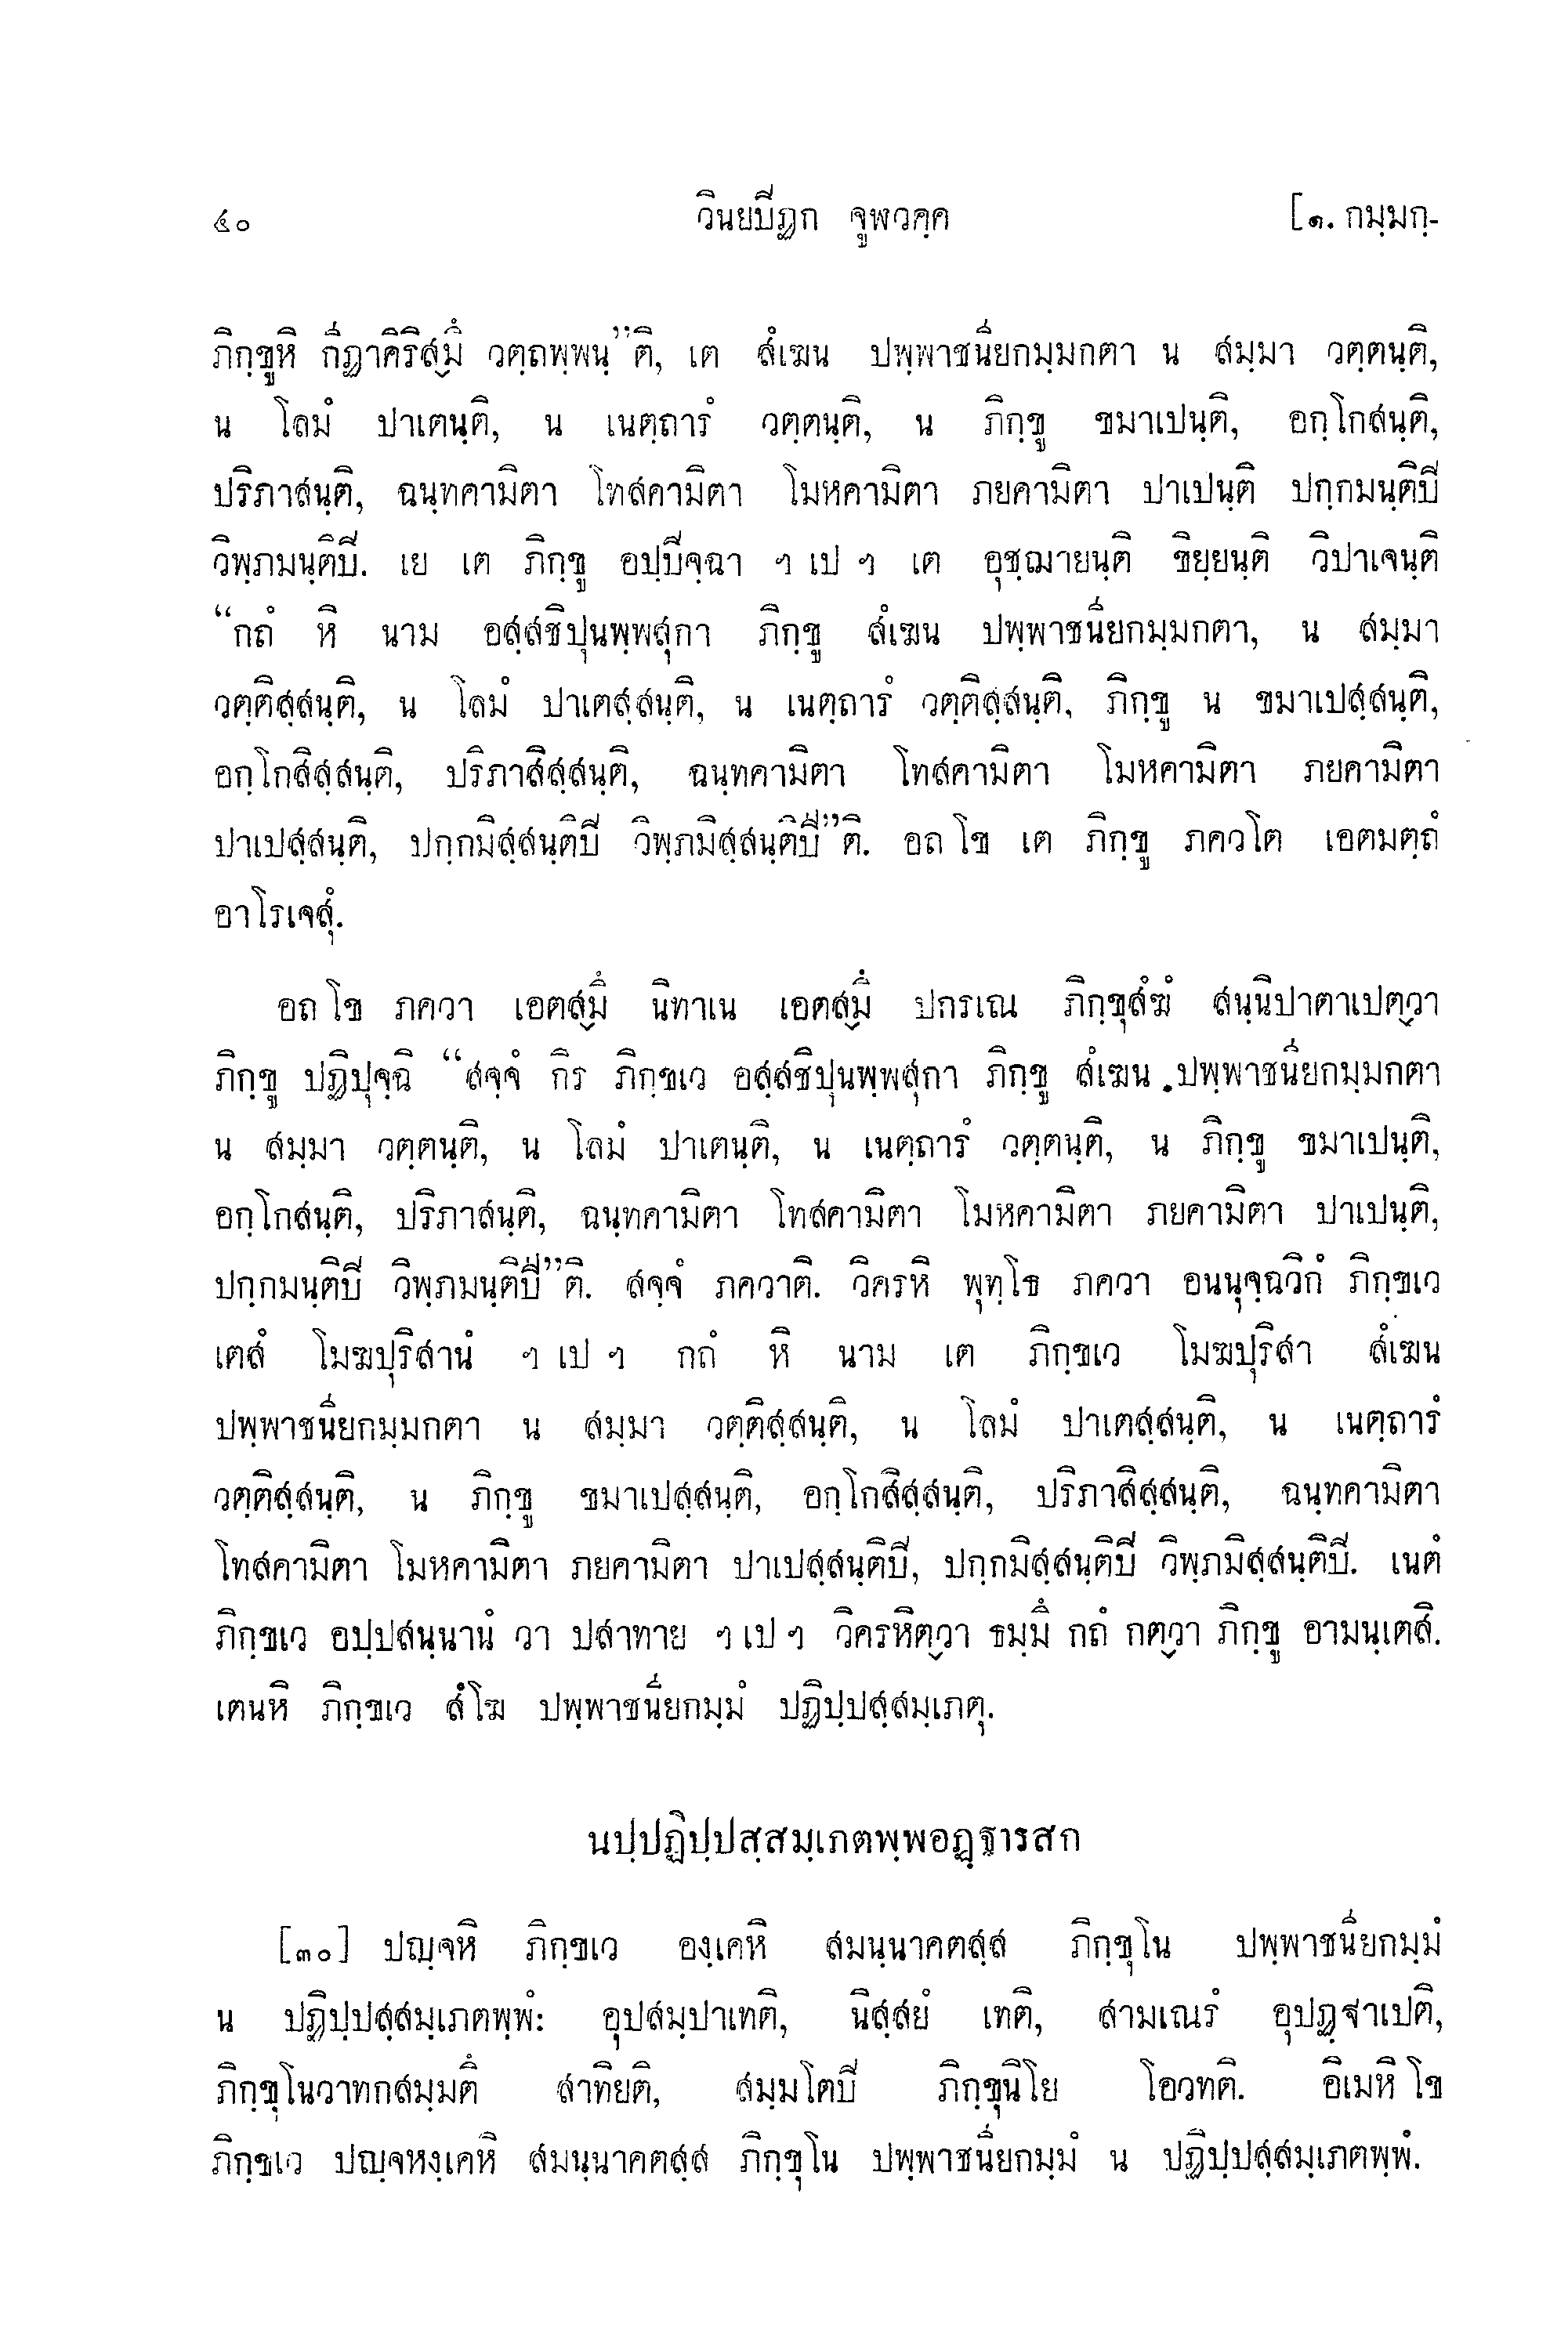 ๔๐ วินยปิฏก จูฬวคฺค [๑. กมฺมกฺ-
ภิกฺขูหิ กิฏาคิริสฺมึ วตฺถพฺพนฺ”ติ, เต สํเฆน ปพฺพาชนียกมฺมกตา น สมฺมา วตฺตนฺติ,
น โลมํ ปาเตนฺติ, น เนตฺถารํ วตฺตนฺติ, น ภิกฺขู ขมาเปนฺติ, อกฺโกสนฺติ,
ปริภาสนฺติ, ฉนฺทคามิตา โทสคามิตา โมหคามิตา ภยคามิตา ปาเปนฺติ ปกฺกมนฺติปิ
วิพฺภมนฺติปิ. เย เต ภิกฺขู อปฺปิจฺฉา ฯ เป ฯ เต อุชฺฌายนฺติ ขิยฺยนฺติ วิปาเจนฺติ
“กถํ หิ นาม อสฺสชิปุนพฺพสุกา ภิกฺขู สํเฆน ปพฺพาชนียกมฺมกตา, น สมฺมา
วตฺติสฺสนฺติ, น โลมํ ปาเตสฺสนฺติ, น เนตฺถารํ วตฺติสฺสนฺติ, ภิกฺขู น ขมาเปสฺสนฺติ,
อกฺโกสิสฺสนฺติ, ปริภาสิสฺสนฺติ, ฉนฺทคามิตา โทสคามิตา โมหคามิตา ภยคามิตา
ปาเปสฺสนฺติ, ปกฺกมิสฺสนฺติปิ วิพฺภมิสฺสนฺติปี”ติ. อถ โข เต ภิกฺขู ภควโต เอตมตฺถํ
อาโรเจสุํ.
อถ โข ภควา เอตสฺมึ นิทาเน เอตสฺมึ ปกรเณ ภิกฺขุสํฆํ สนฺนิปาตาเปตฺวา
ภิกฺขู ปฏิปุจฺฉิ “สจฺจํ กิร ภิกฺขเว อสฺสชิปุนพฺพสุกา ภิกฺขู สํเฆน ปพฺพาชนียกมฺมกตา
น สมฺมา วตฺตนฺติ, น โลมํ ปาเตนฺติ, น เนตฺถารํ วตฺตนฺติ, น ภิกฺขู ขมาเปนฺติ,
อกฺโกสนฺติ, ปริภาสนฺติ, ฉนฺทคามิตา โทสคามิตา โมหคามิตา ภยคามิตา ปาเปนฺติ,
ปกฺกมนฺติปิ วิพฺภมนฺติปี”ติ. สจฺจํ ภควาติ. วิครหิ พุทฺโธ ภควา อนนุจฺฉวิกํ ภิกฺขเว
เตสํ โมฆปุริสานํ ฯ เป ฯ กถํ หิ นาม เต ภิกฺขเว โมฆปุริสา สํเฆน
ปพฺพาชนียกมฺมกตา น สมฺมา วตฺติสฺสนฺติ, น โลมํ ปาเตสฺสนฺติ, น เนตฺถารํ
วตฺติสฺสนฺติ, น ภิกฺขู ขมาเปสฺสนฺติ, อกฺโกสิสฺสนฺติ, ปริภาสิสฺสนฺติ, ฉนฺทคามิตา
โทสคามิตา โมหคามิตา ภยคามิตา ปาเปสฺสนฺติปิ, ปกฺกมิสฺสนฺติปิ วิพฺภมิสฺสนฺติปิ. เนตํ
ภิกฺขเว อปฺปสนฺนานํ วา ปสาทาย ฯ เป ฯ วิครหิตฺวา ธมฺมึ กถํ กตฺวา ภิกฺขู อามนฺเตสิ.
เตนหิ ภิกฺขเว สํโฆ ปพฺพาชนียกมฺมํ ปฏิปฺปสฺสมฺเภตุ.
นปฺปฏิปฺปสฺสมฺเภตพฺพอฏฺฐารสก
[๓๐] ปญฺจหิ ภิกฺขเว องฺเคหิ สมนฺนาคตสฺส ภิกฺขุโน ปพฺพาชนียกมฺมํ
น ปฏิปฺปสฺสมฺเภตพฺพํ: อุปสมฺปาเทติ, นิสฺสยํ เทติ, สามเณรํ อุปฏฺฐาเปติ,
ภิกฺขุโนวาทกสมฺมตึ สาทิยติ, สมฺมโตปิ ภิกฺขุนิโย โอวทติ. อิเมหิ โข
ภิกฺขเว ปญฺจหงฺเคหิ สมนฺนาคตสฺส ภิกฺขุโน ปพฺพาชนียกมฺมํ น ปฏิปฺปสฺสมฺเภตพฺพํ.